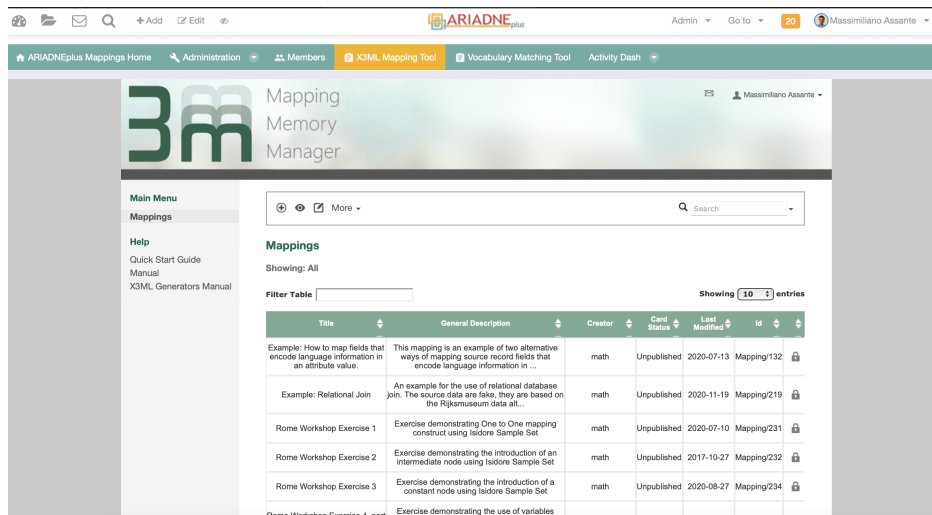 +Add Edit ARIADNEplus Admin Go to 20 Massimiliano Assante
ARIADNEplus Mappings Home Administration Members X3ML Mapping Tool Vocabulary Matching Tool Activity Dash
3m
Mapping
Memory
Manager
Massimiliano Assante
Main Menu
Mappings
Help
Quick Start Guide
Manual
X3ML Generators Manual
More
Search
Mappings
Showing: All
Filter Table
Showing 10 entries
Title General Description Creator Card Status Last Modified Id
Example: How to map fields that
encode language information in
an attribute value.
This mapping is an example of two alternative
ways of mapping source record fields that
encode language information in ...
math Unpublished 2020-07-13 Mapping/132
Example: Relational Join
An example for the use of relational database
join. The source data are fake, they are based on
the Rijksmuseum data alt...
math Unpublished 2020-11-19 Mapping/219
Rome Workshop Exercise 1
Exercise demonstrating One to One mapping
construct using Isidore Sample Set
math Unpublished 2020-07-10 Mapping/231
Rome Workshop Exercise 2
Exercise demonstrating the introduction of an
intermediate node using Isidore Sample Set
math Unpublished 2017-10-27 Mapping/232
Rome Workshop Exercise 3
Exercise demonstrating the introduction of a
constant node using Isidore Sample Set
math Unpublished 2020-08-27 Mapping/234
Rome Workshop Exercise 4, part
Exercise demonstrating the use of variables